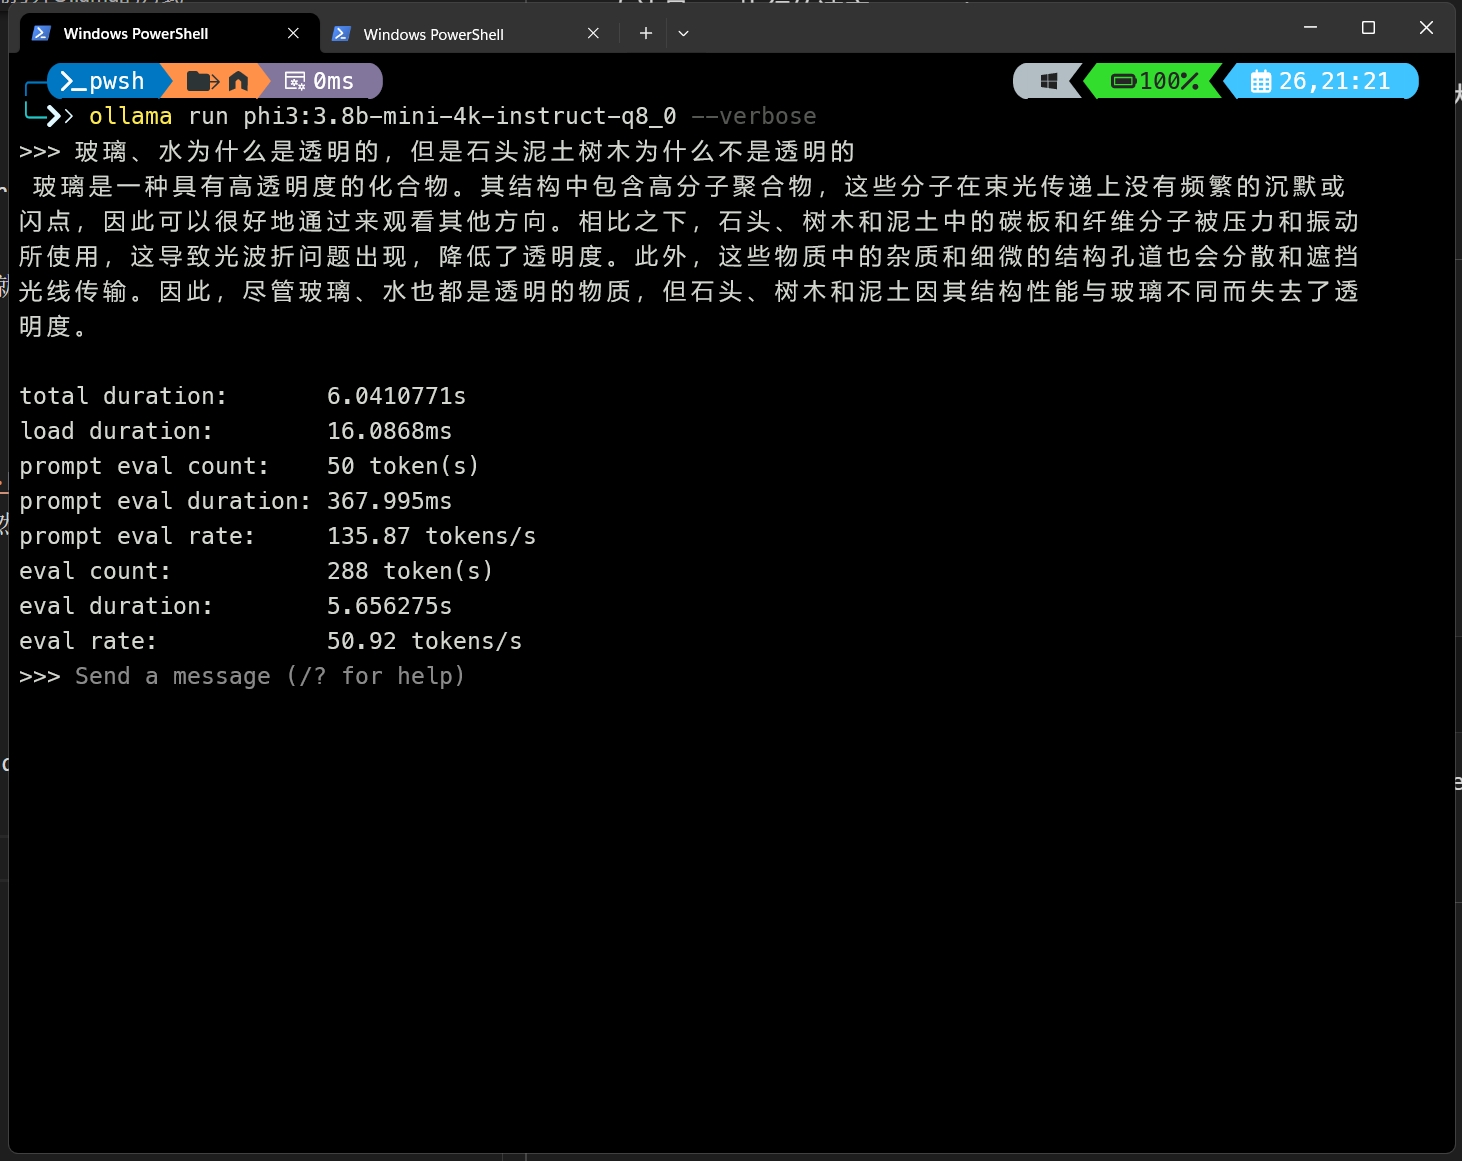 Windows PowerShell
Windows PowerShell
pwsh 0ms 100% 26,21:21
ollama run phi3:3.8b-mini-4k-instruct-q8_0 --verbose
>>> 玻璃、水为什么是透明的，但是石头泥土树木为什么不是透明的
玻璃是一种具有高透明度的化合物。其结构中包含高分子聚合物，这些分子在束光传递上没有频繁的沉默或
闪点，因此可以很好地通过来观看其他方向。相比之下，石头、树木和泥土中的碳板和纤维分子被压力和振动
所使用，这导致光波折问题出现，降低了透明度。此外，这些物质中的杂质和细微的结构孔道也会分散和遮挡
光线传输。因此，尽管玻璃、水也都是透明的物质，但石头、树木和泥土因其结构性能与玻璃不同而失去了透
明度。
total duration: 6.0410771s
load duration: 16.0868ms
prompt eval count: 50 token(s)
prompt eval duration: 367.995ms
prompt eval rate: 135.87 tokens/s
eval count: 288 token(s)
eval duration: 5.656275s
eval rate: 50.92 tokens/s
>>> Send a message (/? for help)